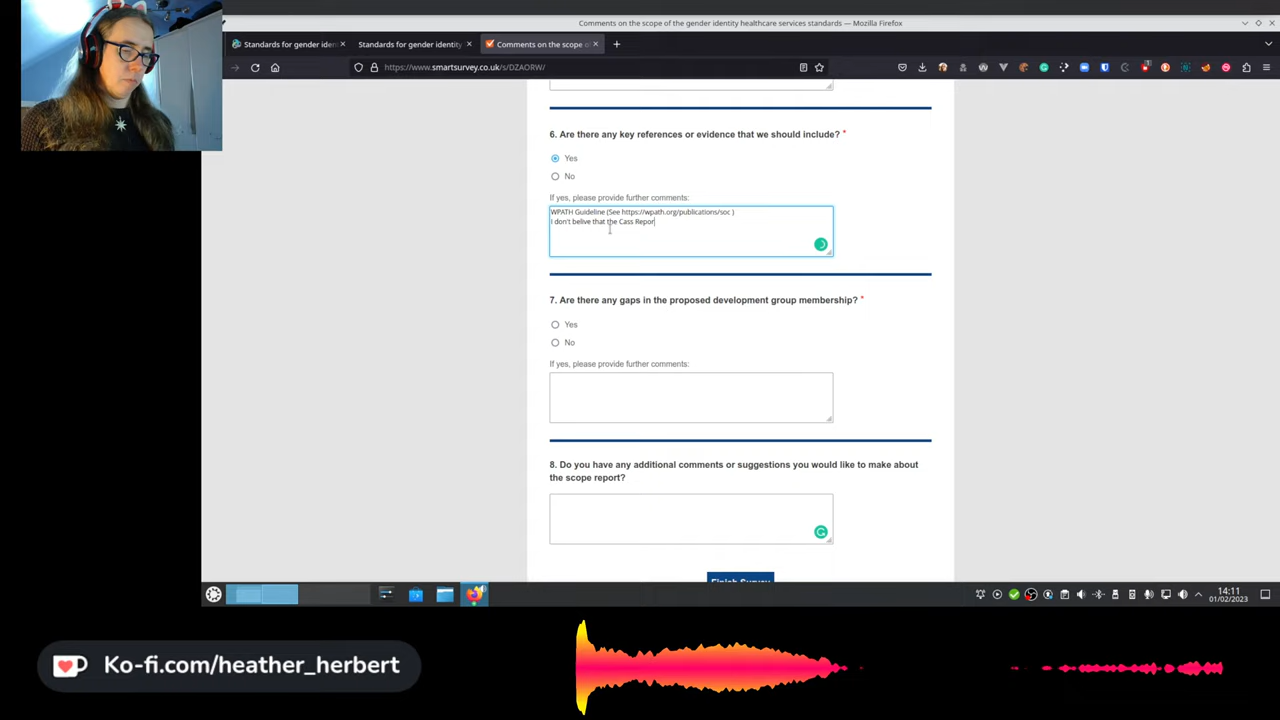 Comments on the scope of the gender identity healthcare services standards — Mozilla Firefox
Standards for gender iden
Standards for gender identity
Comments on the scope of
https://www.smartsurvey.co.uk/s/DZAORW/
6. Are there any key references or evidence that we should include? *
Yes
No
If yes, please provide further comments:
WPATH Guideline (See https://wpath.org/publications/soc )
I don't belive that the Cass Repor
7. Are there any gaps in the proposed development group membership? *
Yes
No
If yes, please provide further comments:
8. Do you have any additional comments or suggestions you would like to make about
the scope report?
Finish Survey
14:11
01/02/2023
Ko-fi.com/heather_herbert